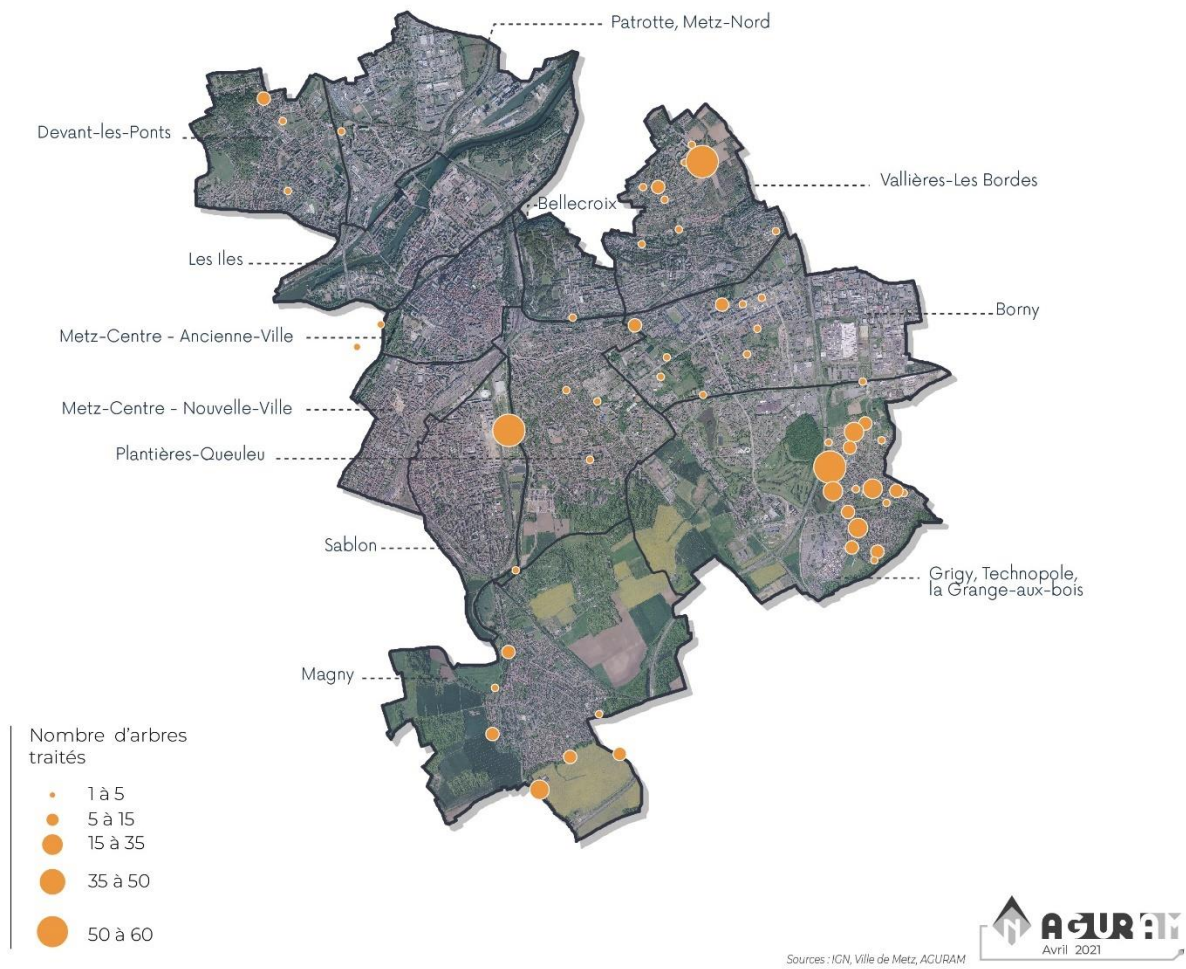 Patrotte, Metz-Nord
Devant-les-Ponts
Vallières-Les Bordes
Bellecroix
Les Iles
Borny
Metz-Centre - Ancienne-Ville
Metz-Centre - Nouvelle-Ville
Plantières-Queuleu
Sablon
Grigy, Technopole,
la Grange-aux-bois
Magny
Nombre d'arbres
traités
1 à 5
5 à 15
15 à 35
35 à 50
50 à 60
N
AGURAM
Avril 2021
Sources : IGN, Ville de Metz, AGURAM